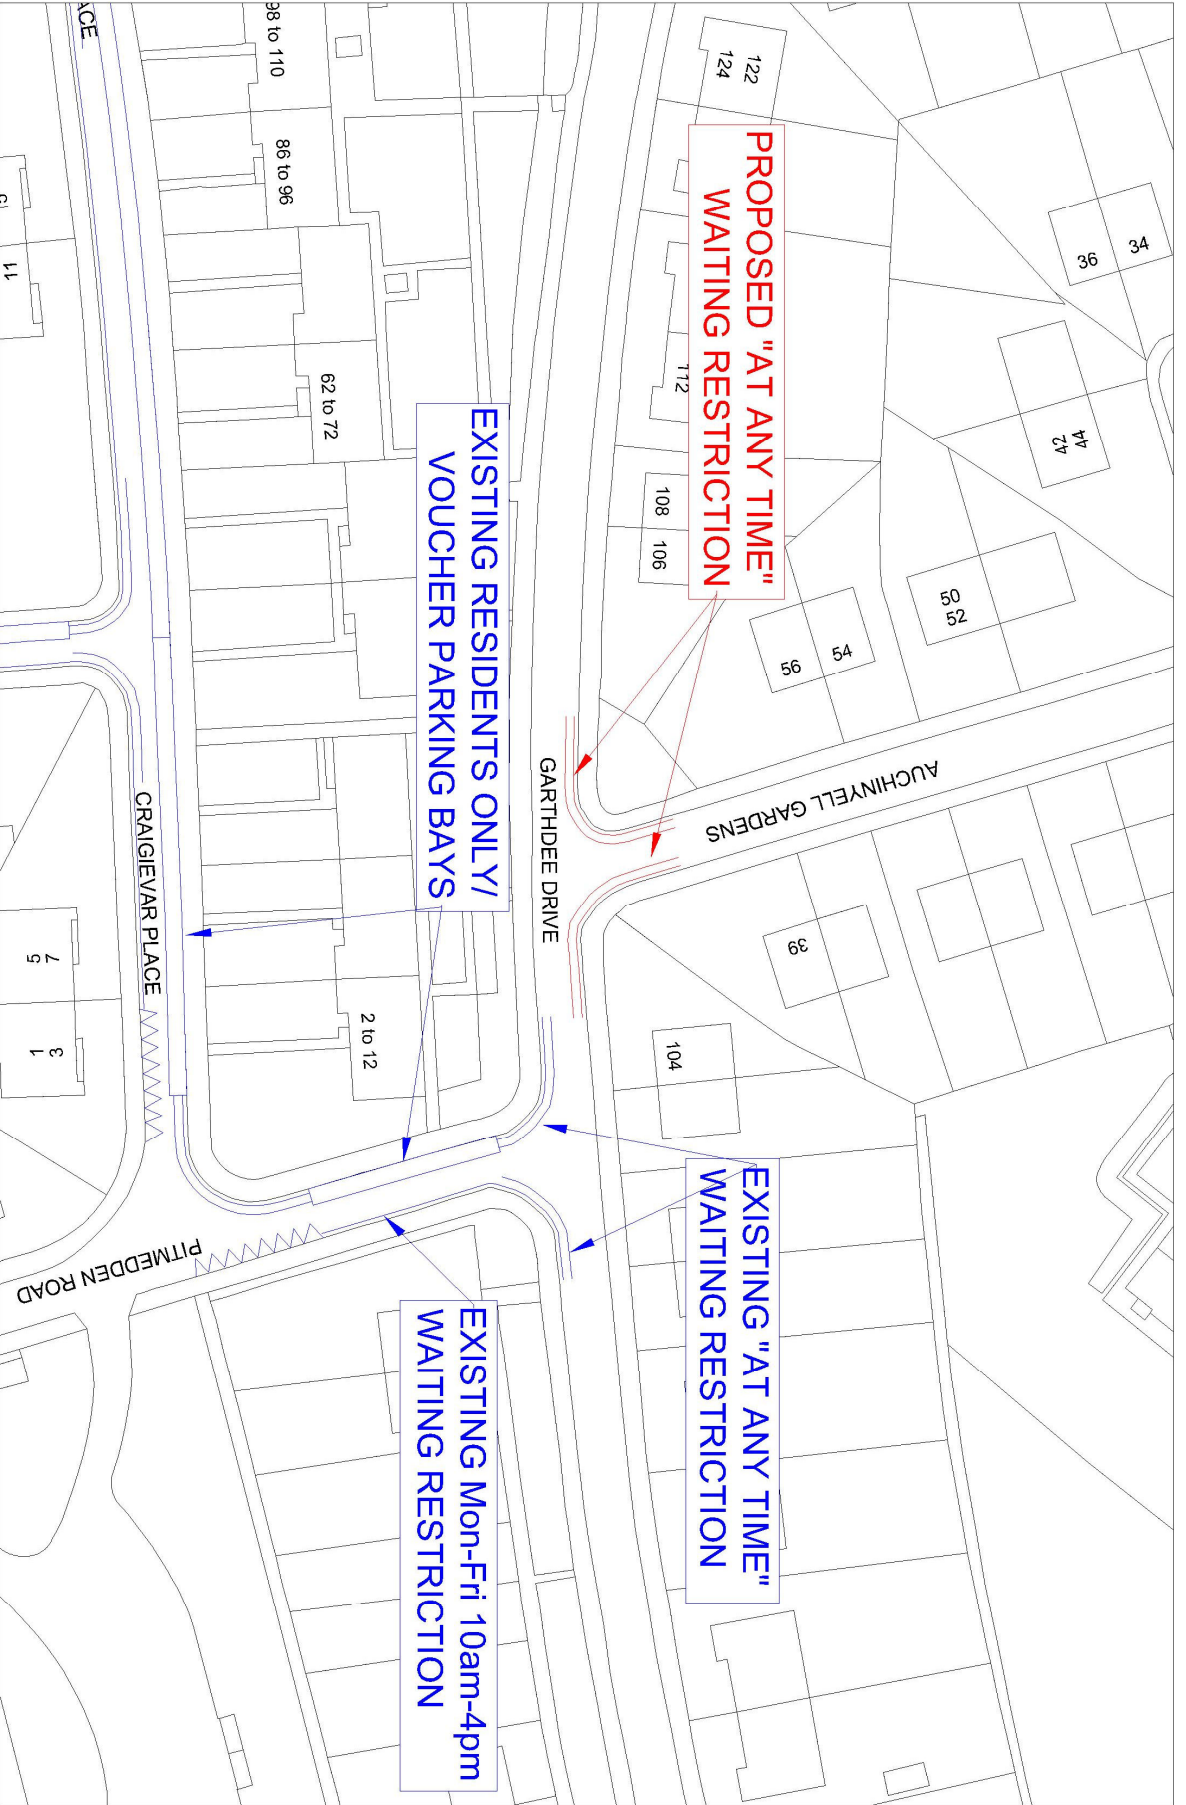 PROPOSED "AT ANY TIME"
WAITING RESTRICTION
EXISTING RESIDENTS ONLY/
VOUCHER PARKING BAYS
EXISTING "AT ANY TIME"
WAITING RESTRICTION
EXISTING Mon-Fri 10am-4pm
WAITING RESTRICTION
GARTHDEE DRIVE
AUCHINYELL GARDENS
CRAIGIEVAR PLACE
PITMEDDEN ROAD
ACE
34
36
44
42
50
52
54
56
39
122
124
112
108
106
104
98 to 110
86 to 96
62 to 72
2 to 12
11
7
5
3
1